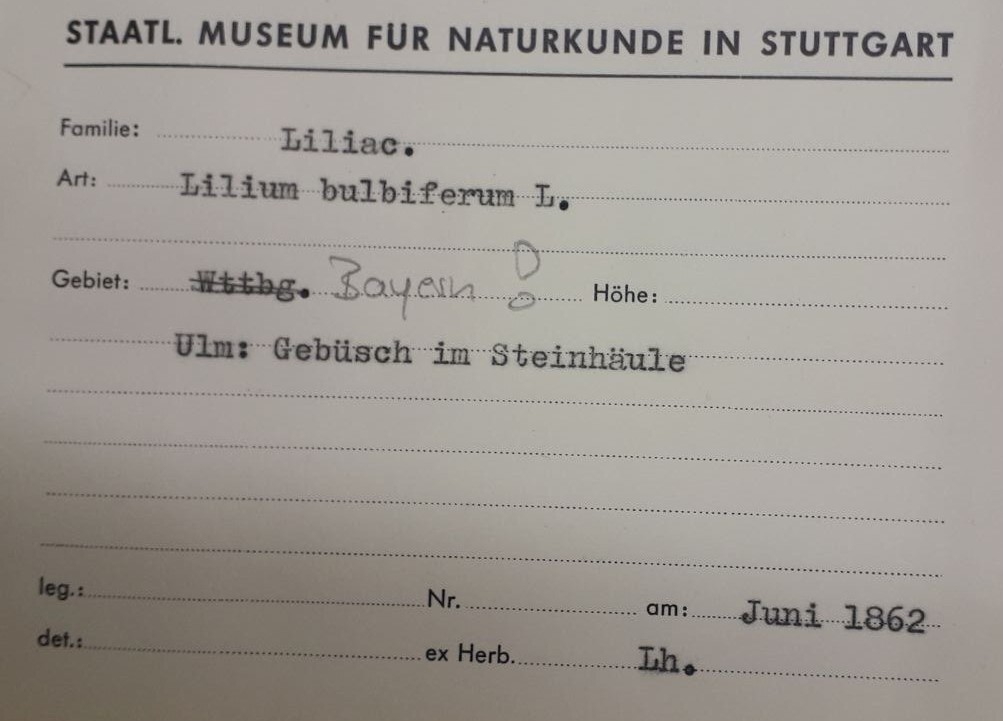 STAATL. MUSEUM FÜR NATURKUNDE IN STUTTGART
Familie: Liliac.
Art: Lilium bulbiferum L.
Gebiet: Wttbg. Bayern ! Höhe:
Ulm: Gebüsch im Steinhäule
leg.: Nr. am: Juni 1862
det.: ex Herb. Lh.